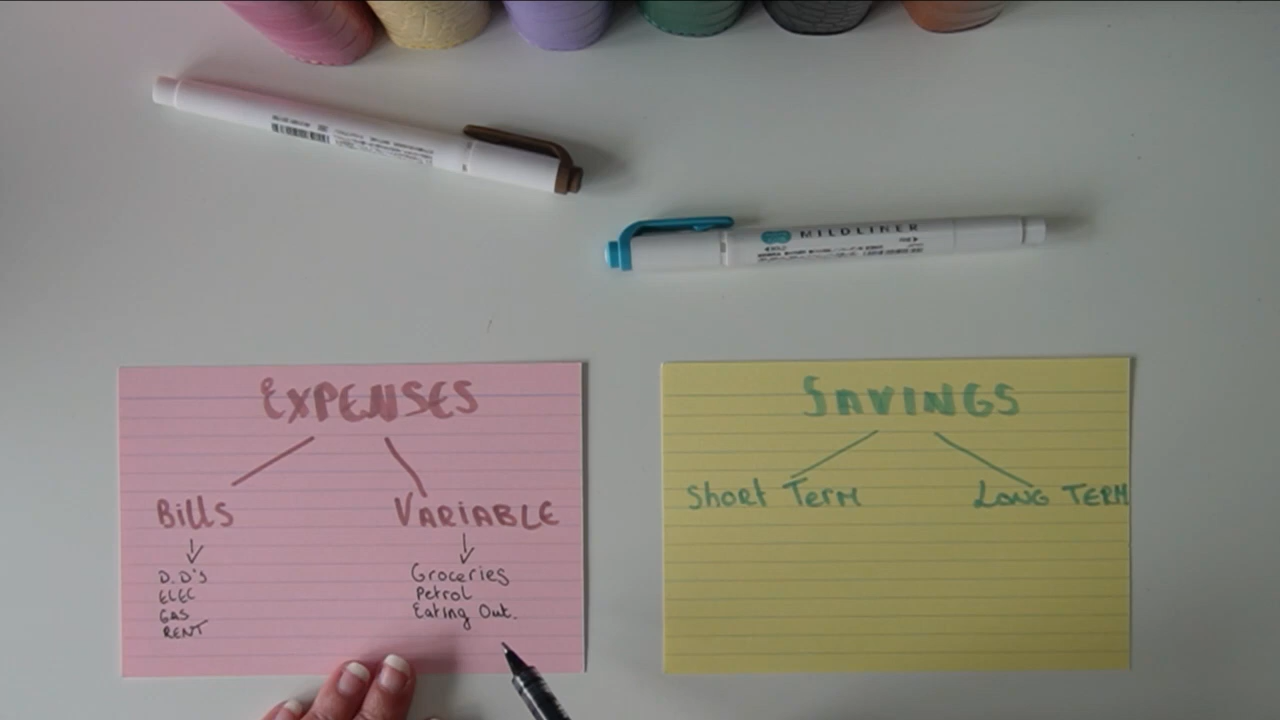 MILDLINER
EXPENSES
Bills
VARIABLE
D.D's
ELEC
GAS
RENT
Groceries
Petrol
Eating Out.
SAVINGS
Short Term
LONG TERM